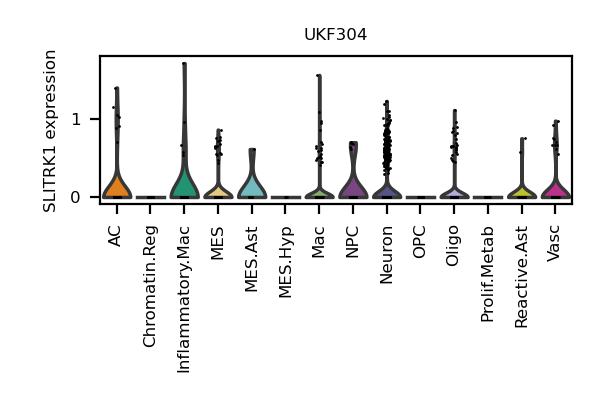 UKF304
SLITRK1 expression
1
0
AC
Chromatin.Reg
Inflammatory.Mac
MES
MES.Ast
MES.Hyp
Mac
NPC
Neuron
OPC
Oligo
Prolif.Metab
Reactive.Ast
Vasc